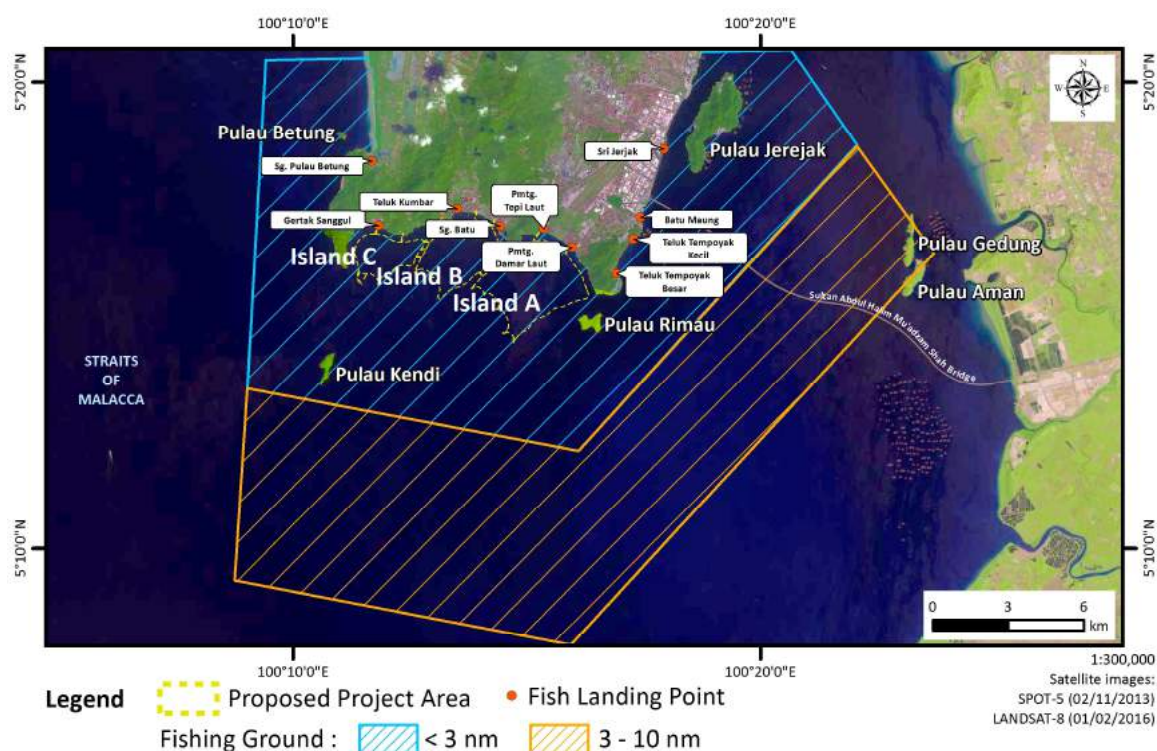 100°10'0"E
100°20'0"E
5°20'0"N
5°20'0"N
N
W
E
S
Pulau Betung
Sg. Pulau Betung
Sri Jerjak
Pulau Jerejak
Teluk Kumbar
Pmtg.
Tepi Laut
Gertak Sanggul
Sg. Batu
Batu Maung
Pmtg.
Damar Laut
Teluk Tempoyak
Kecil
Teluk Tempoyak
Besar
Island C
Island B
Island A
Pulau Gedung
Pulau Aman
Pulau Rimau
Sultan Abdul Halim Mu'adzam Shah Bridge
Pulau Kendi
STRAITS
OF
MALACCA
5°10'0"N
5°10'0"N
0 3 6
km
100°10'0"E
100°20'0"E
1:300,000
Satellite images:
SPOT-5 (02/11/2013)
LANDSAT-8 (01/02/2016)
Legend
Proposed Project Area
Fish Landing Point
Fishing Ground :
< 3 nm
3 - 10 nm